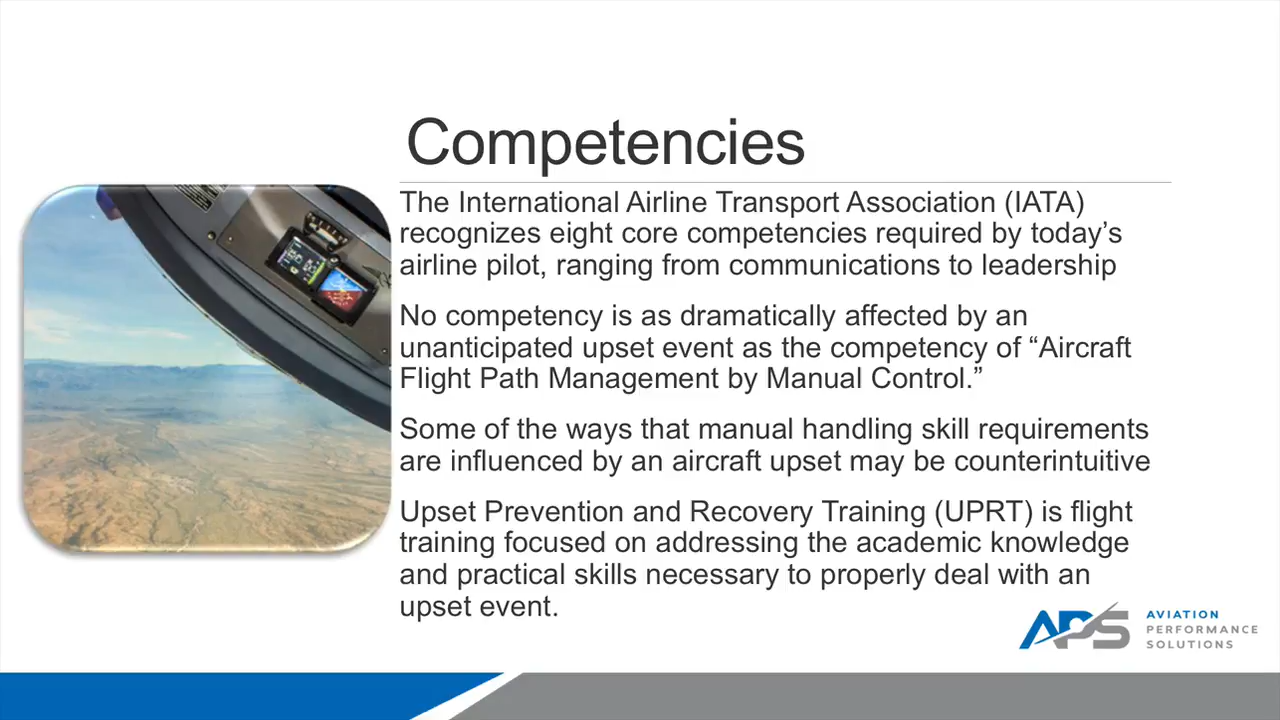 Competencies
The International Airline Transport Association (IATA)
recognizes eight core competencies required by today’s
airline pilot, ranging from communications to leadership
No competency is as dramatically affected by an
unanticipated upset event as the competency of “Aircraft
Flight Path Management by Manual Control.”
Some of the ways that manual handling skill requirements
are influenced by an aircraft upset may be counterintuitive
Upset Prevention and Recovery Training (UPRT) is flight
training focused on addressing the academic knowledge
and practical skills necessary to properly deal with an
upset event.
APS
AVIATION
PERFORMANCE
SOLUTIONS